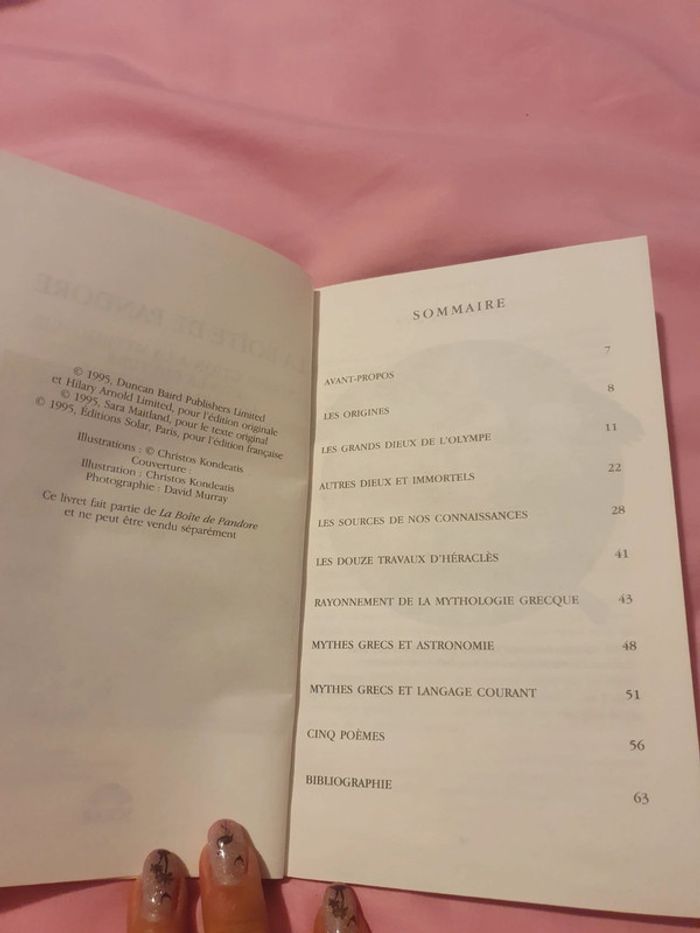 © 1995, Duncan Baird Publishers Limited
et Hilary Arnold Limited, pour l'édition originale
© 1995, Sara Maitland, pour le texte original
© 1995, Éditions Solar, Paris, pour l'édition française
Illustrations : © Christos Kondeatis
Couverture :
Illustration : Christos Kondeatis
Photographie : David Murray
Ce livret fait partie de La Boîte de Pandore
et ne peut être vendu séparément
SOMMAIRE
AVANT-PROPOS 7
LES ORIGINES 8
LES GRANDS DIEUX DE L'OLYMPE 11
AUTRES DIEUX ET IMMORTELS 22
LES SOURCES DE NOS CONNAISSANCES 28
LES DOUZE TRAVAUX D'HÉRACLÈS 41
RAYONNEMENT DE LA MYTHOLOGIE GRECQUE 43
MYTHES GRECS ET ASTRONOMIE 48
MYTHES GRECS ET LANGAGE COURANT 51
CINQ POÈMES 56
BIBLIOGRAPHIE 63